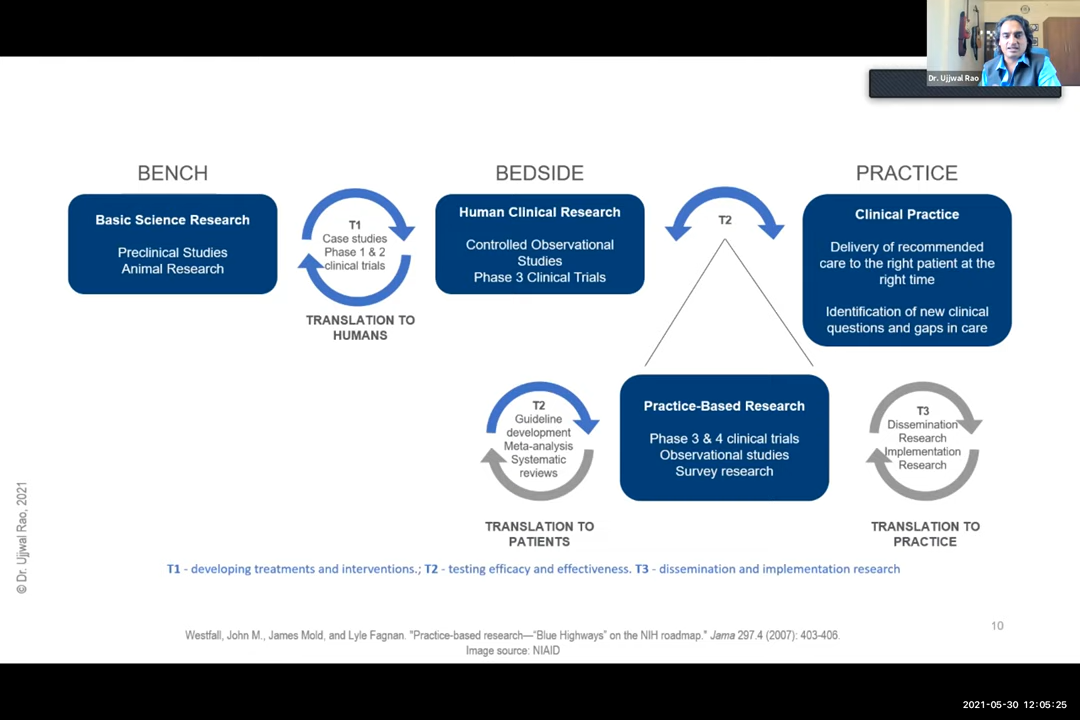 Dr. Ujjwal Rao
BENCH
BEDSIDE
PRACTICE
Basic Science Research
Preclinical Studies
Animal Research
T1
Case studies
Phase 1 & 2
clinical trials
TRANSLATION TO
HUMANS
Human Clinical Research
Controlled Observational
Studies
Phase 3 Clinical Trials
T2
Clinical Practice
Delivery of recommended
care to the right patient at the
right time
Identification of new clinical
questions and gaps in care
T2
Guideline
development
Meta-analysis
Systematic
reviews
TRANSLATION TO
PATIENTS
Practice-Based Research
Phase 3 & 4 clinical trials
Observational studies
Survey research
T3
Dissemination
Research
Implementation
Research
TRANSLATION TO
PRACTICE
© Dr. Ujjwal Rao, 2021
T1 - developing treatments and interventions.; T2 - testing efficacy and effectiveness. T3 - dissemination and implementation research
Westfall, John M., James Mold, and Lyle Fagnan. "Practice-based research—“Blue Highways” on the NIH roadmap." Jama 297.4 (2007): 403-406.
Image source: NIAID
10
2021-05-30 12:05:25